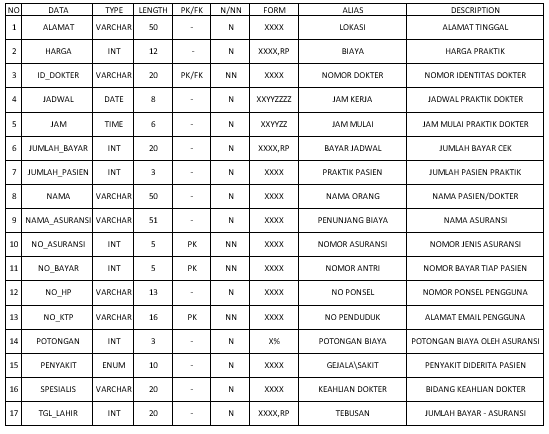 DATA TYPE LENGTH PK/FK N/NN FORM ALIAS DESCRIPTION
1 ALAMAT VARCHAR 50 - N XXXX LOKASI ALAMAT TINGGAL
2 HARGA INT 12 - N XXXX,RP BIAYA HARGA PRAKTIK
3 ID_DOKTER VARCHAR 20 PK/FK NN XXXX NOMOR DOKTER NOMOR IDENTITAS DOKTER
4 JADWAL DATE 8 - N XXYYZZZZ JAM KERJA JADWAL PRAKTIK DOKTER
5 JAM TIME 6 - N XXYYZZ JAM MULAI JAM MULAI PRAKTIK DOKTER
6 JUMLAH_BAYAR INT 20 - N XXXX,RP BAYAR JADWAL JUMLAH BAYAR CEK
7 JUMLAH_PASIEN INT 3 - N XXXX PRAKTIK PASIEN JUMLAH PASIEN PRAKTIK
8 NAMA VARCHAR 50 - N XXXX NAMA ORANG NAMA PASIEN/DOKTER
9 NAMA_ASURANSI VARCHAR 51 - N XXXX PENUNJANG BIAYA NAMA ASURANSI
10 NO_ASURANSI INT 5 PK NN XXXX NOMOR ASURANSI NOMOR JENIS ASURANSI
11 NO_BAYAR INT 5 PK NN XXXX NOMOR ANTRI NOMOR BAYAR TIAP PASIEN
12 NO_HP VARCHAR 13 - N XXXX NO PONSEL NOMOR PONSEL PENGGUNA
13 NO_KTP VARCHAR 16 PK NN XXXX NO PENDUDUK ALAMAT EMAIL PENGGUNA
14 POTONGAN INT 3 - N X% POTONGAN BIAYA POTONGAN BIAYA OLEH ASURANSI
15 PENYAKIT ENUM 10 - N XXXX GEJALA\SAKIT PENYAKIT DIDERITA PASIEN
16 SPESIALIS VARCHAR 20 - N XXXX KEAHLIAN DOKTER BIDANG KEAHLIAN DOKTER
17 TGL_LAHIR INT 20 - N XXXX,RP TEBUSAN JUMLAH BAYAR - ASURANSI